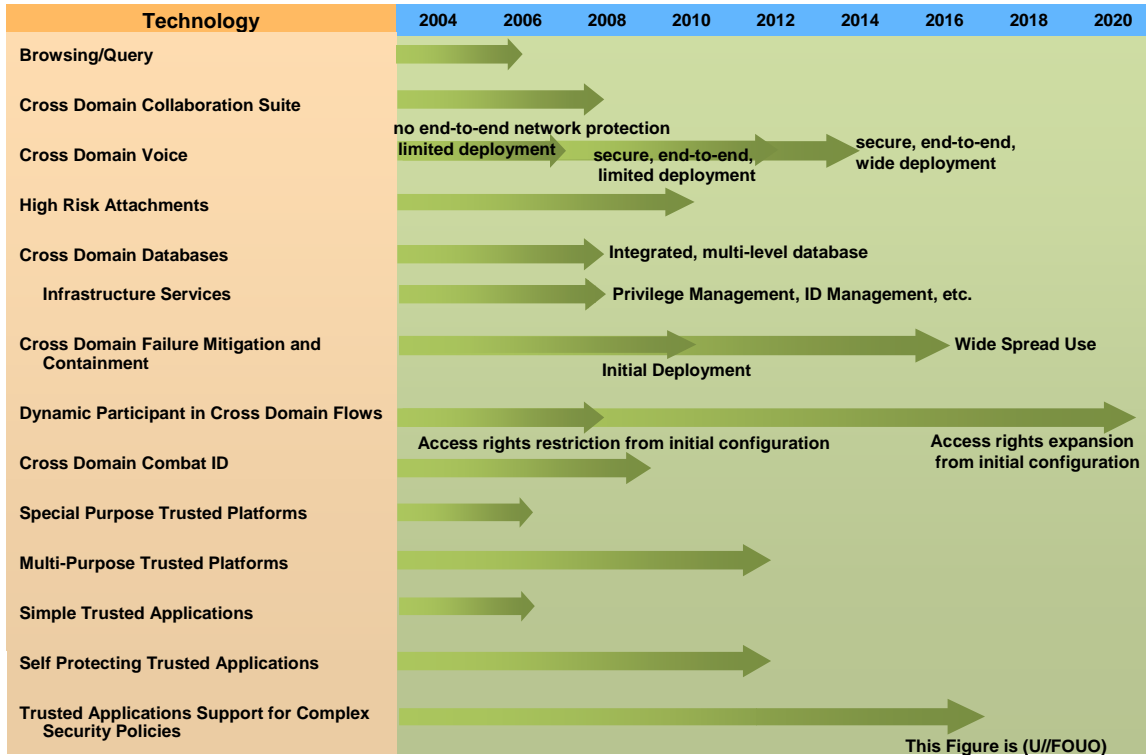 Technology 2004 2006 2008 2010 2012 2014 2016 2018 2020
Browsing/Query
Cross Domain Collaboration Suite
no end-to-end network protection
limited deployment
Cross Domain Voice
secure, end-to-end,
limited deployment
secure, end-to-end,
wide deployment
High Risk Attachments
Cross Domain Databases
Integrated, multi-level database
Infrastructure Services
Privilege Management, ID Management, etc.
Cross Domain Failure Mitigation and
Containment
Wide Spread Use
Initial Deployment
Dynamic Participant in Cross Domain Flows
Access rights restriction from initial configuration
Access rights expansion
from initial configuration
Cross Domain Combat ID
Special Purpose Trusted Platforms
Multi-Purpose Trusted Platforms
Simple Trusted Applications
Self Protecting Trusted Applications
Trusted Applications Support for Complex
Security Policies
This Figure is (U//FOUO)